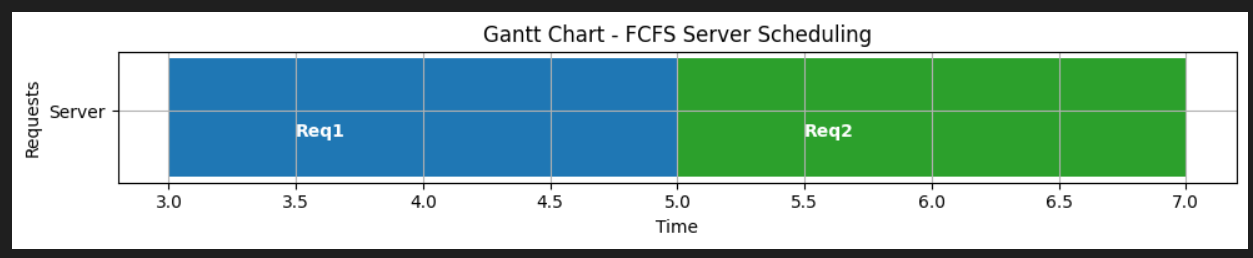 Gantt Chart - FCFS Server Scheduling
Requests
Server
Req1 Req2
3.0 3.5 4.0 4.5 5.0 5.5 6.0 6.5 7.0
Time